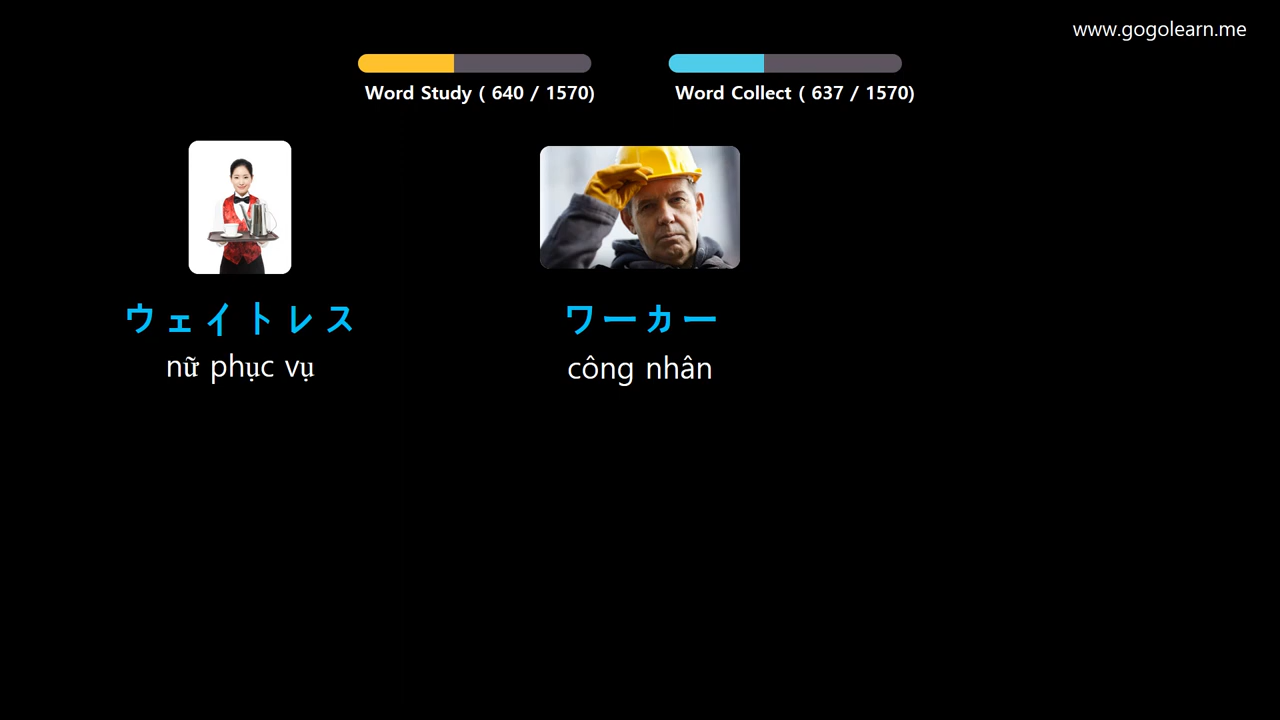 www.gogolearn.me
Word Study ( 640 / 1570)
Word Collect ( 637 / 1570)
ウェイトレス
nữ phục vụ
ワーカー
công nhân